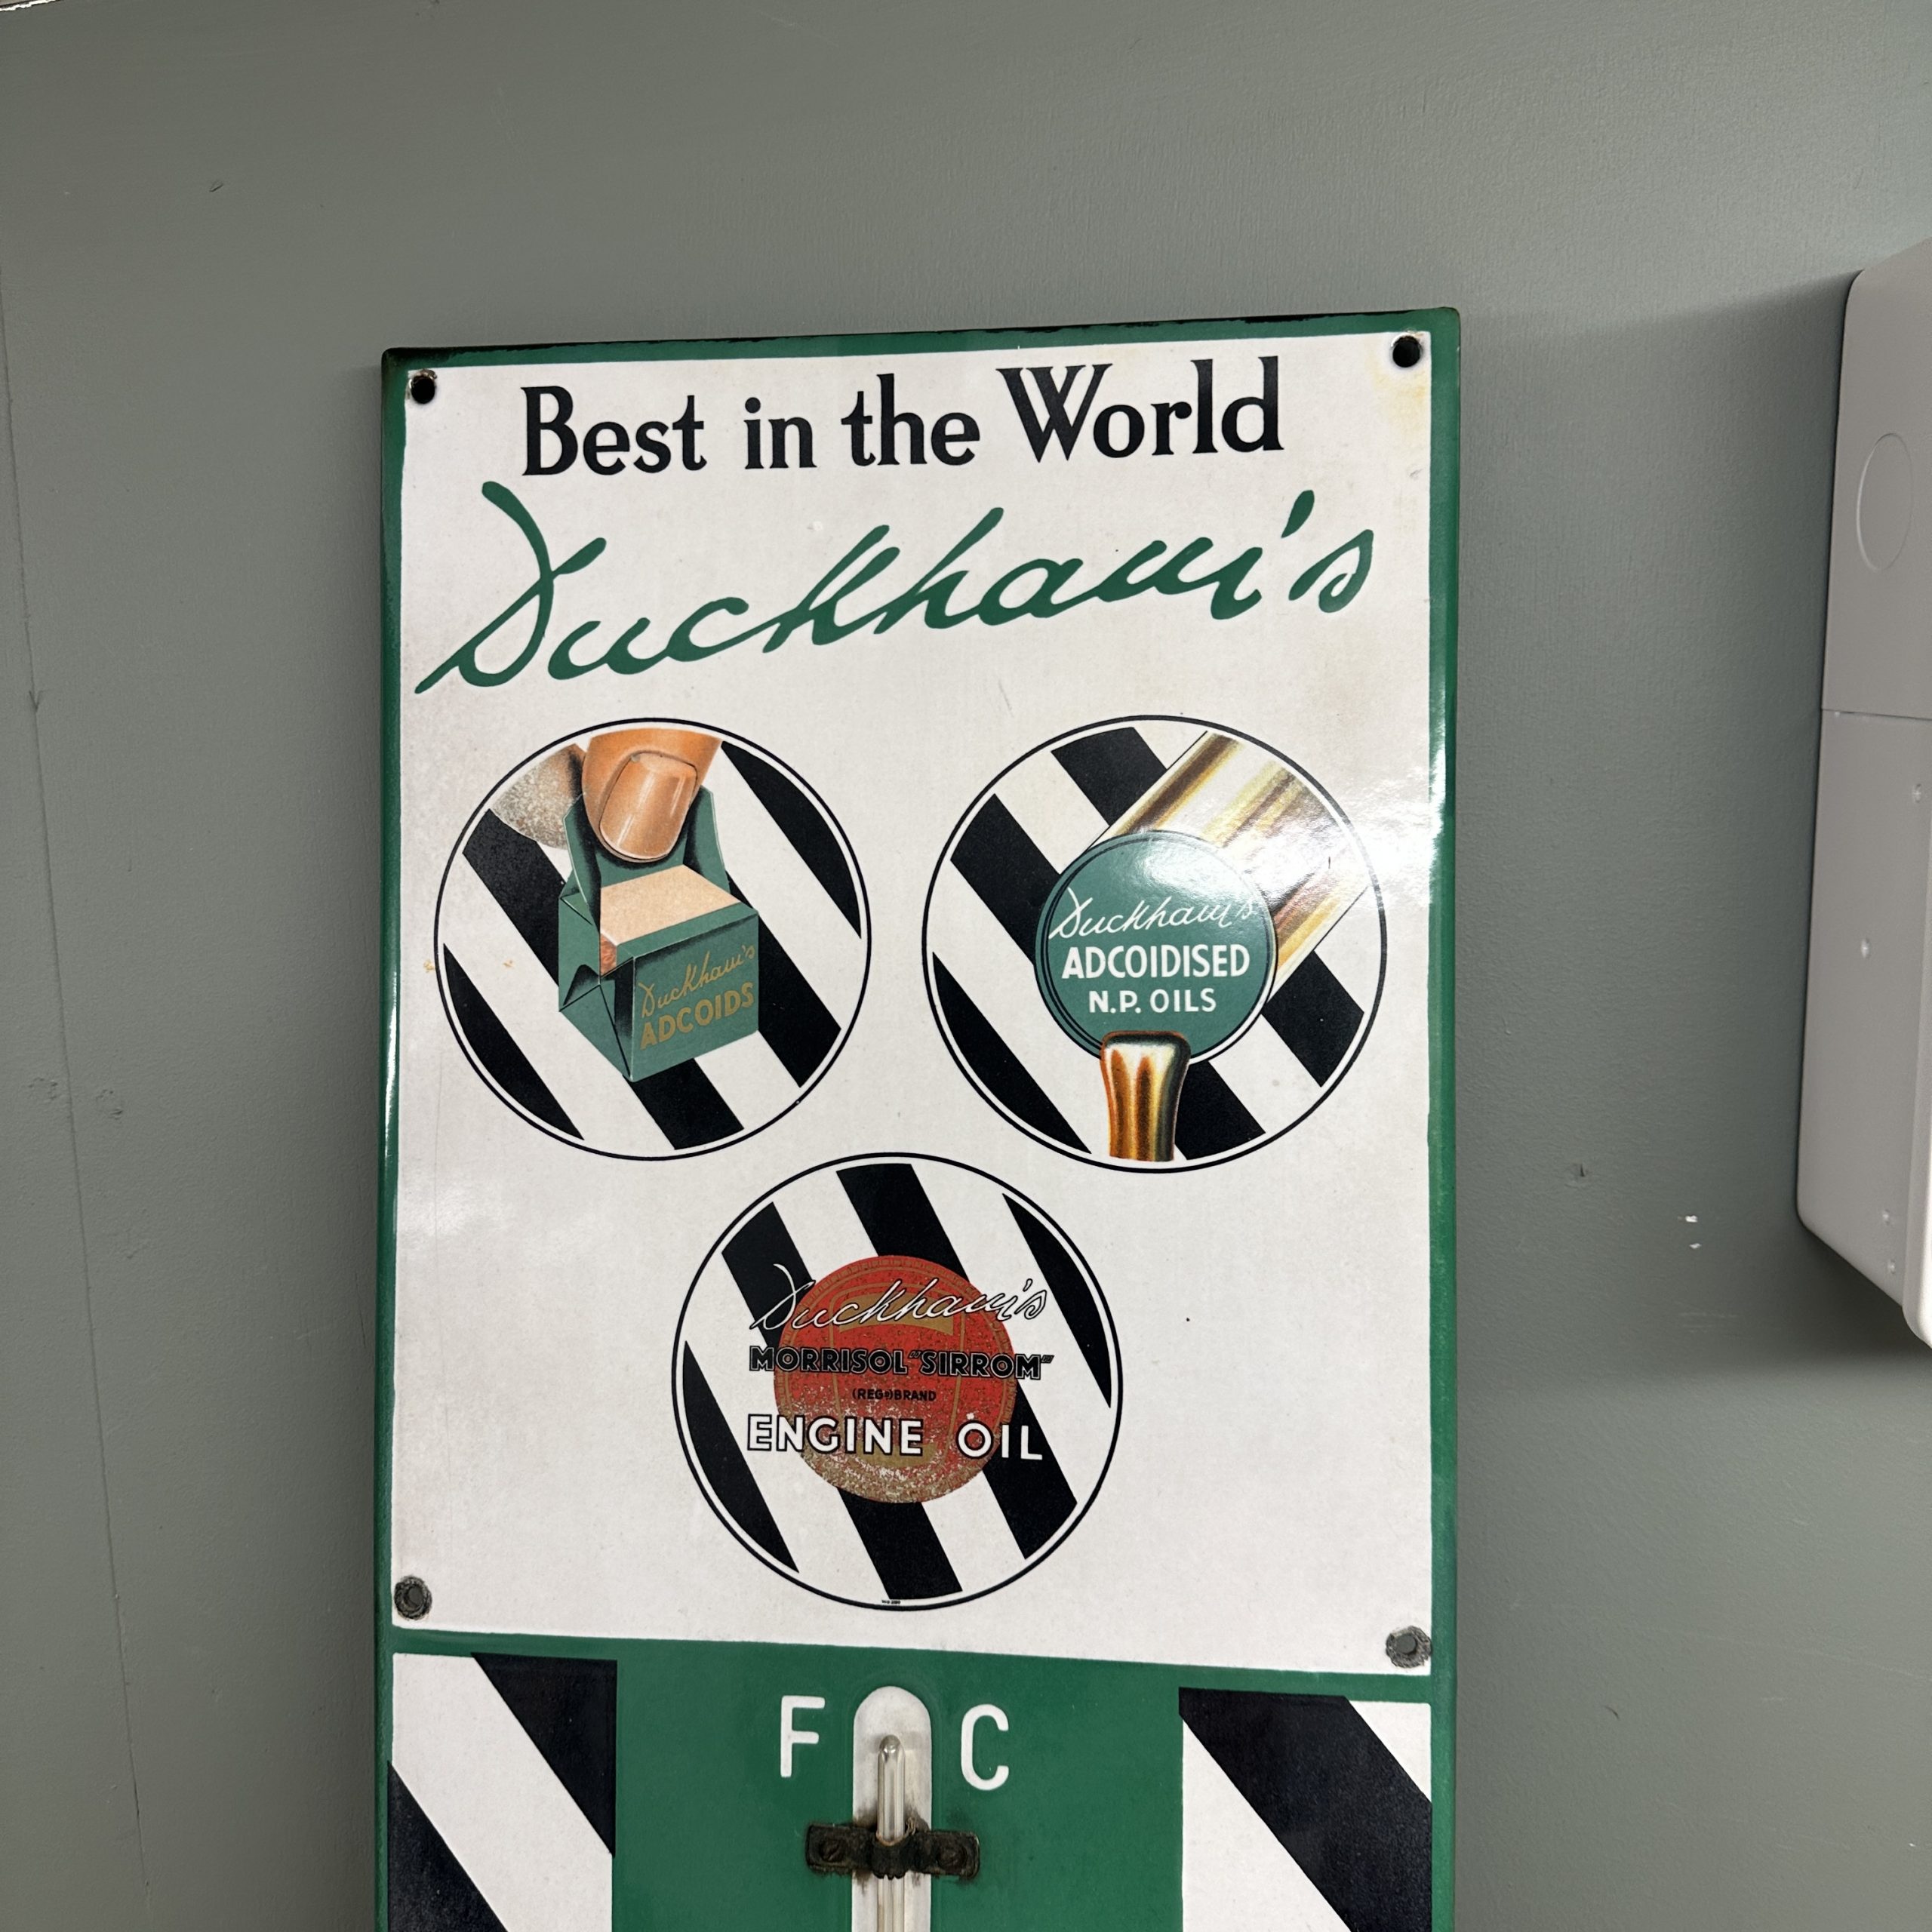 Best in the World
Duckham's
Duckham's
ADCOIDS
Duckham's
ADCOIDISED
N.P. OILS
Duckham's
MORRISOL "SIRROM"
(REGD) BRAND
ENGINE OIL
F C